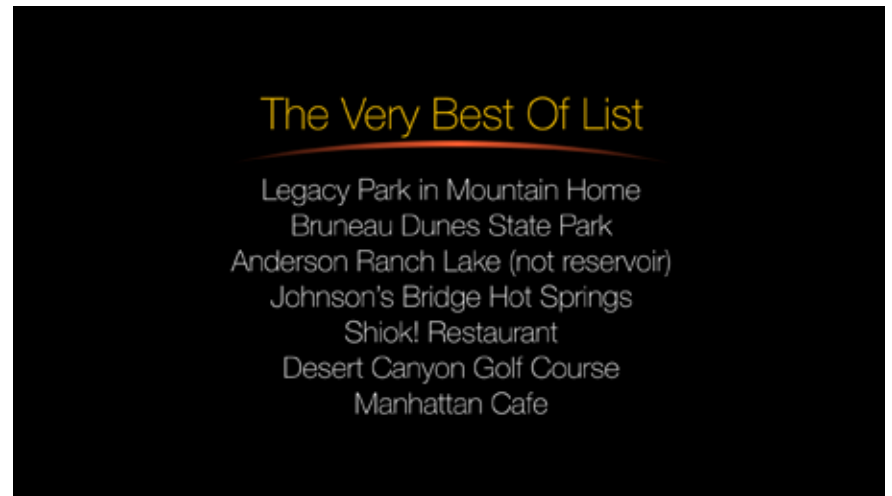 The Very Best Of List
Legacy Park in Mountain Home
Bruneau Dunes State Park
Anderson Ranch Lake (not reservoir)
Johnson's Bridge Hot Springs
Shiok! Restaurant
Desert Canyon Golf Course
Manhattan Cafe